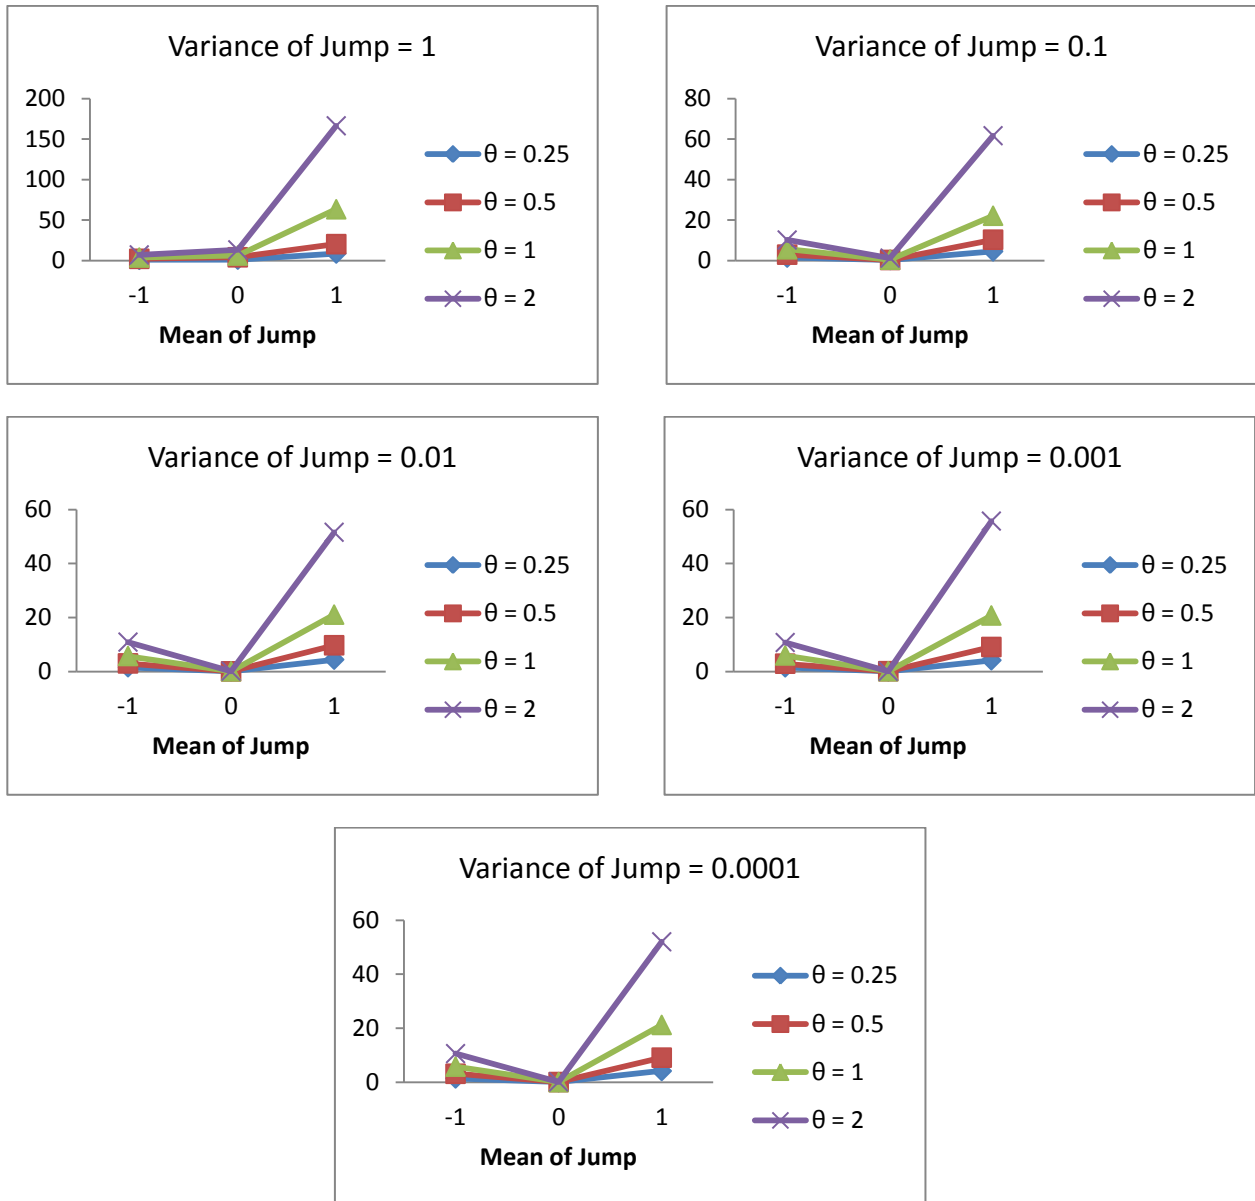 Variance of Jump = 1
200
150
100
50
0
-1 0 1
Mean of Jump
θ = 0.25
θ = 0.5
θ = 1
θ = 2
Variance of Jump = 0.1
80
60
40
20
0
-1 0 1
Mean of Jump
θ = 0.25
θ = 0.5
θ = 1
θ = 2
Variance of Jump = 0.01
60
40
20
0
-1 0 1
Mean of Jump
θ = 0.25
θ = 0.5
θ = 1
θ = 2
Variance of Jump = 0.001
60
40
20
0
-1 0 1
Mean of Jump
θ = 0.25
θ = 0.5
θ = 1
θ = 2
Variance of Jump = 0.0001
60
40
20
0
-1 0 1
Mean of Jump
θ = 0.25
θ = 0.5
θ = 1
θ = 2